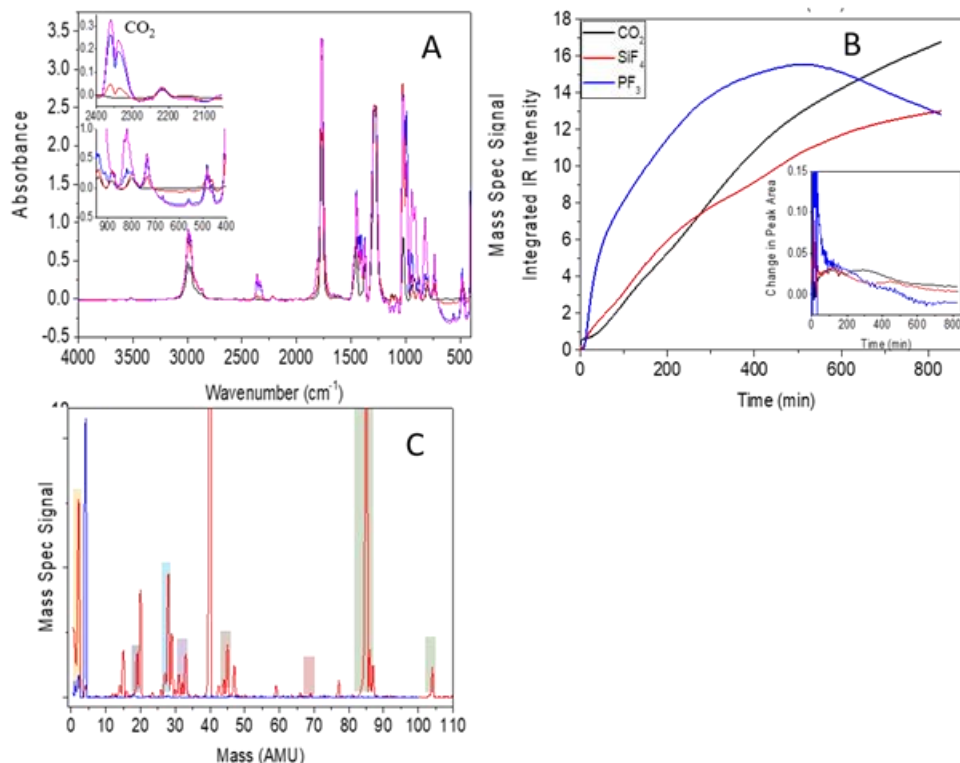 CO2
A
3.5
3.0
2.5
2.0
1.5
1.0
0.5
0.0
-0.5
0.3
0.2
0.1
0.0
2400 2300 2200 2100
1.0
0.5
0.0
-0.5
900 800 700 600 500 400
Absorbance
4000 3500 3000 2500 2000 1500 1000 500
Wavenumber (cm-1)
B
CO2
SiF4
PF3
18
16
14
12
10
8
6
4
2
0
Mass Spec Signal
Integrated IR Intensity
0.15
0.10
0.05
0.00
Change in Peak Area
0 200 400 600 800
Time (min)
0 200 400 600 800
Time (min)
C
Mass Spec Signal
0 10 20 30 40 50 60 70 80 90 100 110
Mass (AMU)